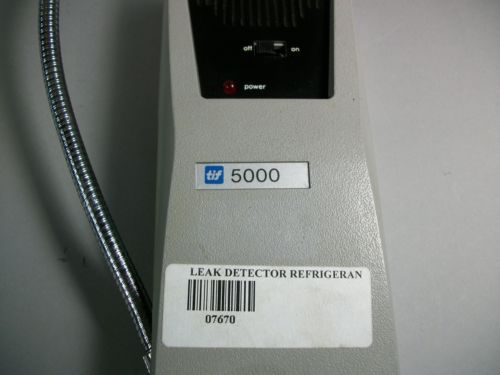 off on
power
tif 5000
LEAK DETECTOR REFRIGERAN
07670